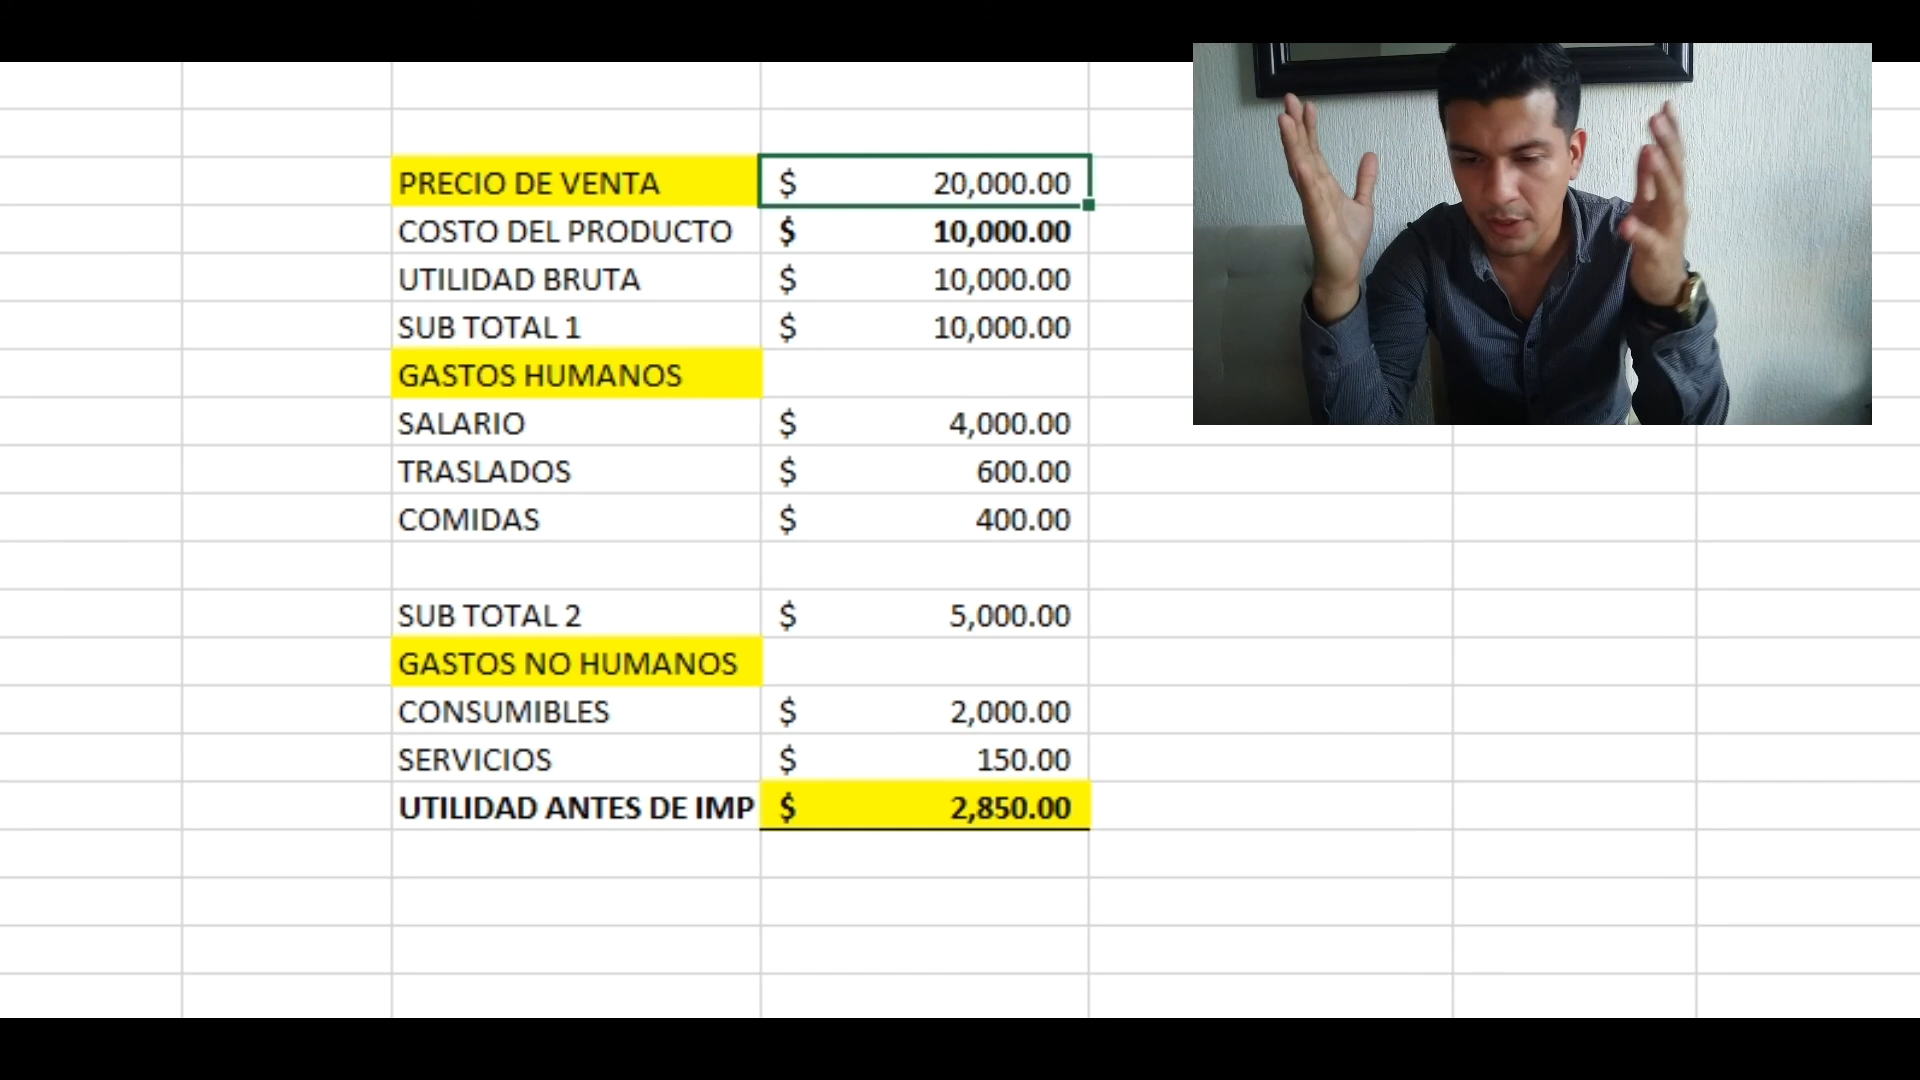 PRECIO DE VENTA $ 20,000.00
COSTO DEL PRODUCTO $ 10,000.00
UTILIDAD BRUTA $ 10,000.00
SUB TOTAL 1 $ 10,000.00
GASTOS HUMANOS
SALARIO $ 4,000.00
TRASLADOS $ 600.00
COMIDAS $ 400.00
SUB TOTAL 2 $ 5,000.00
GASTOS NO HUMANOS
CONSUMIBLES $ 2,000.00
SERVICIOS $ 150.00
UTILIDAD ANTES DE IMP $ 2,850.00